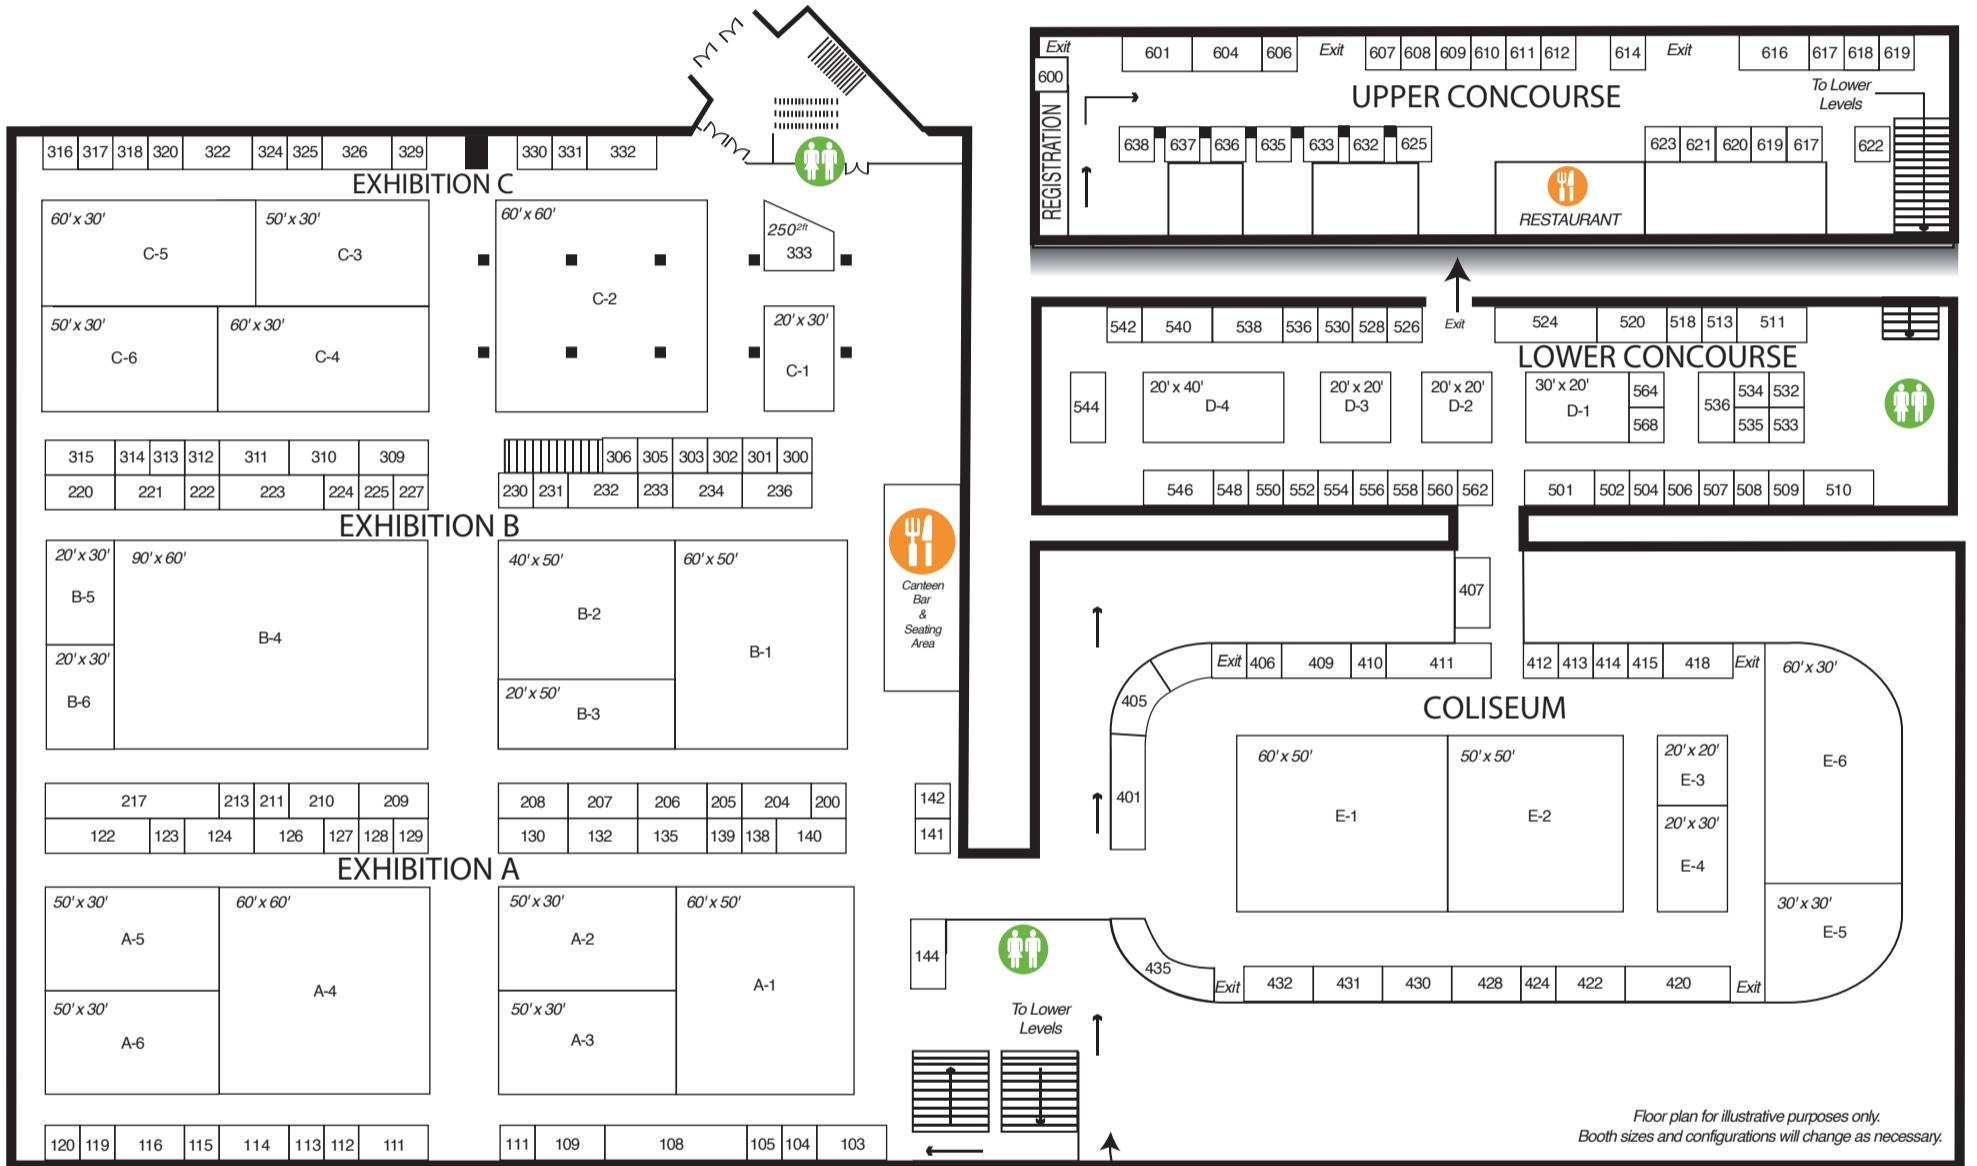 Exit
601
604
606
Exit
607
608
609
610
611
612
614
Exit
616
617
618
619
600
UPPER CONCOURSE
To Lower
Levels
REGISTRATION
638
637
636
635
633
632
625
623
621
620
619
617
622
RESTAURANT
316
317
318
320
322
324
325
326
329
330
331
332
EXHIBITION C
60' x 30'
C-5
50' x 30'
C-3
60' x 60'
C-2
250²ᶠᵗ
333
50' x 30'
C-6
60' x 30'
C-4
20' x 30'
C-1
315
314
313
312
311
310
309
306
305
303
302
301
300
220
221
222
223
224
225
227
230
231
232
233
234
236
EXHIBITION B
20' x 30'
B-5
90' x 60'
B-4
20' x 30'
B-6
40' x 50'
B-2
60' x 50'
B-1
20' x 50'
B-3
Canteen
Bar
&
Seating
Area
217
213
211
210
209
208
207
206
205
204
200
142
122
123
124
126
127
128
129
130
132
135
139
138
140
141
EXHIBITION A
50' x 30'
A-5
60' x 60'
A-4
50' x 30'
A-6
50' x 30'
A-2
60' x 50'
A-1
50' x 30'
A-3
144
To Lower
Levels
120
119
116
115
114
113
112
111
111
109
108
105
104
103
542
540
538
536
530
528
526
Exit
524
520
518
513
511
LOWER CONCOURSE
544
20' x 40'
D-4
20' x 20'
D-3
20' x 20'
D-2
30' x 20'
D-1
564
568
536
534
532
535
533
546
548
550
552
554
556
558
560
562
501
502
504
506
507
508
509
510
407
Exit
406
409
410
411
412
413
414
415
418
Exit
405
401
COLISEUM
60' x 50'
E-1
50' x 50'
E-2
20' x 20'
E-3
20' x 30'
E-4
60' x 30'
E-6
30' x 30'
E-5
435
Exit
432
431
430
428
424
422
420
Exit
Floor plan for illustrative purposes only.
Booth sizes and configurations will change as necessary.